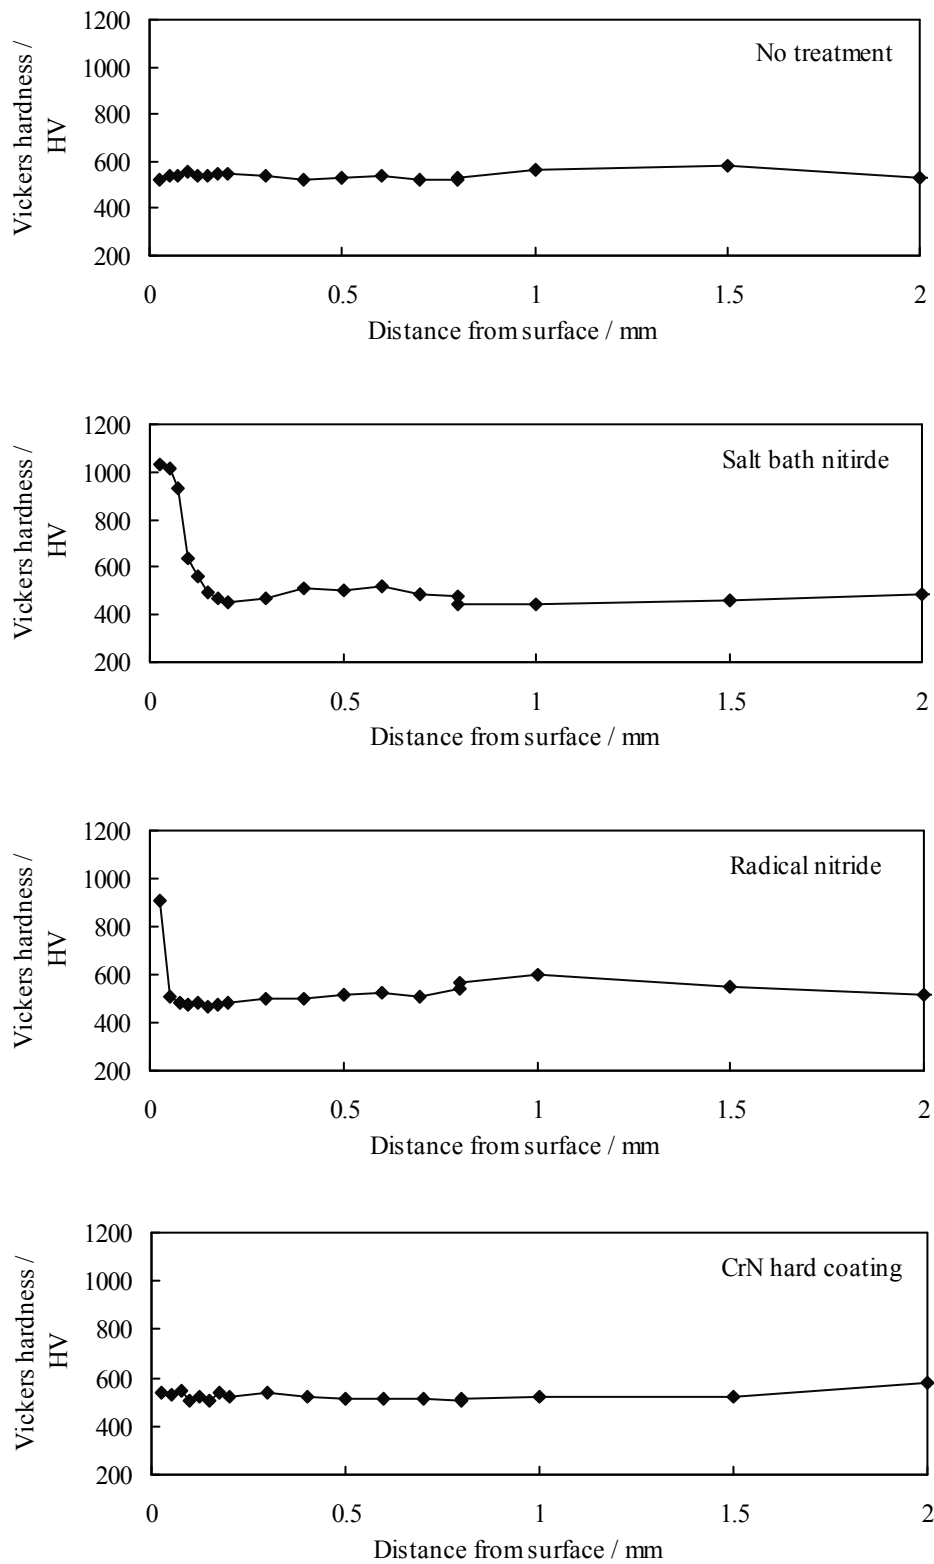 1200
No treatment
1000
800
600
400
200
Vickers hardness /
HV
0 0.5 1 1.5 2
Distance from surface / mm
1200
Salt bath nitirde
1000
800
600
400
200
Vickers hardness /
HV
0 0.5 1 1.5 2
Distance from surface / mm
1200
Radical nitride
1000
800
600
400
200
Vickers hardness /
HV
0 0.5 1 1.5 2
Distance from surface / mm
1200
CrN hard coating
1000
800
600
400
200
Vickers hardness /
HV
0 0.5 1 1.5 2
Distance from surface / mm